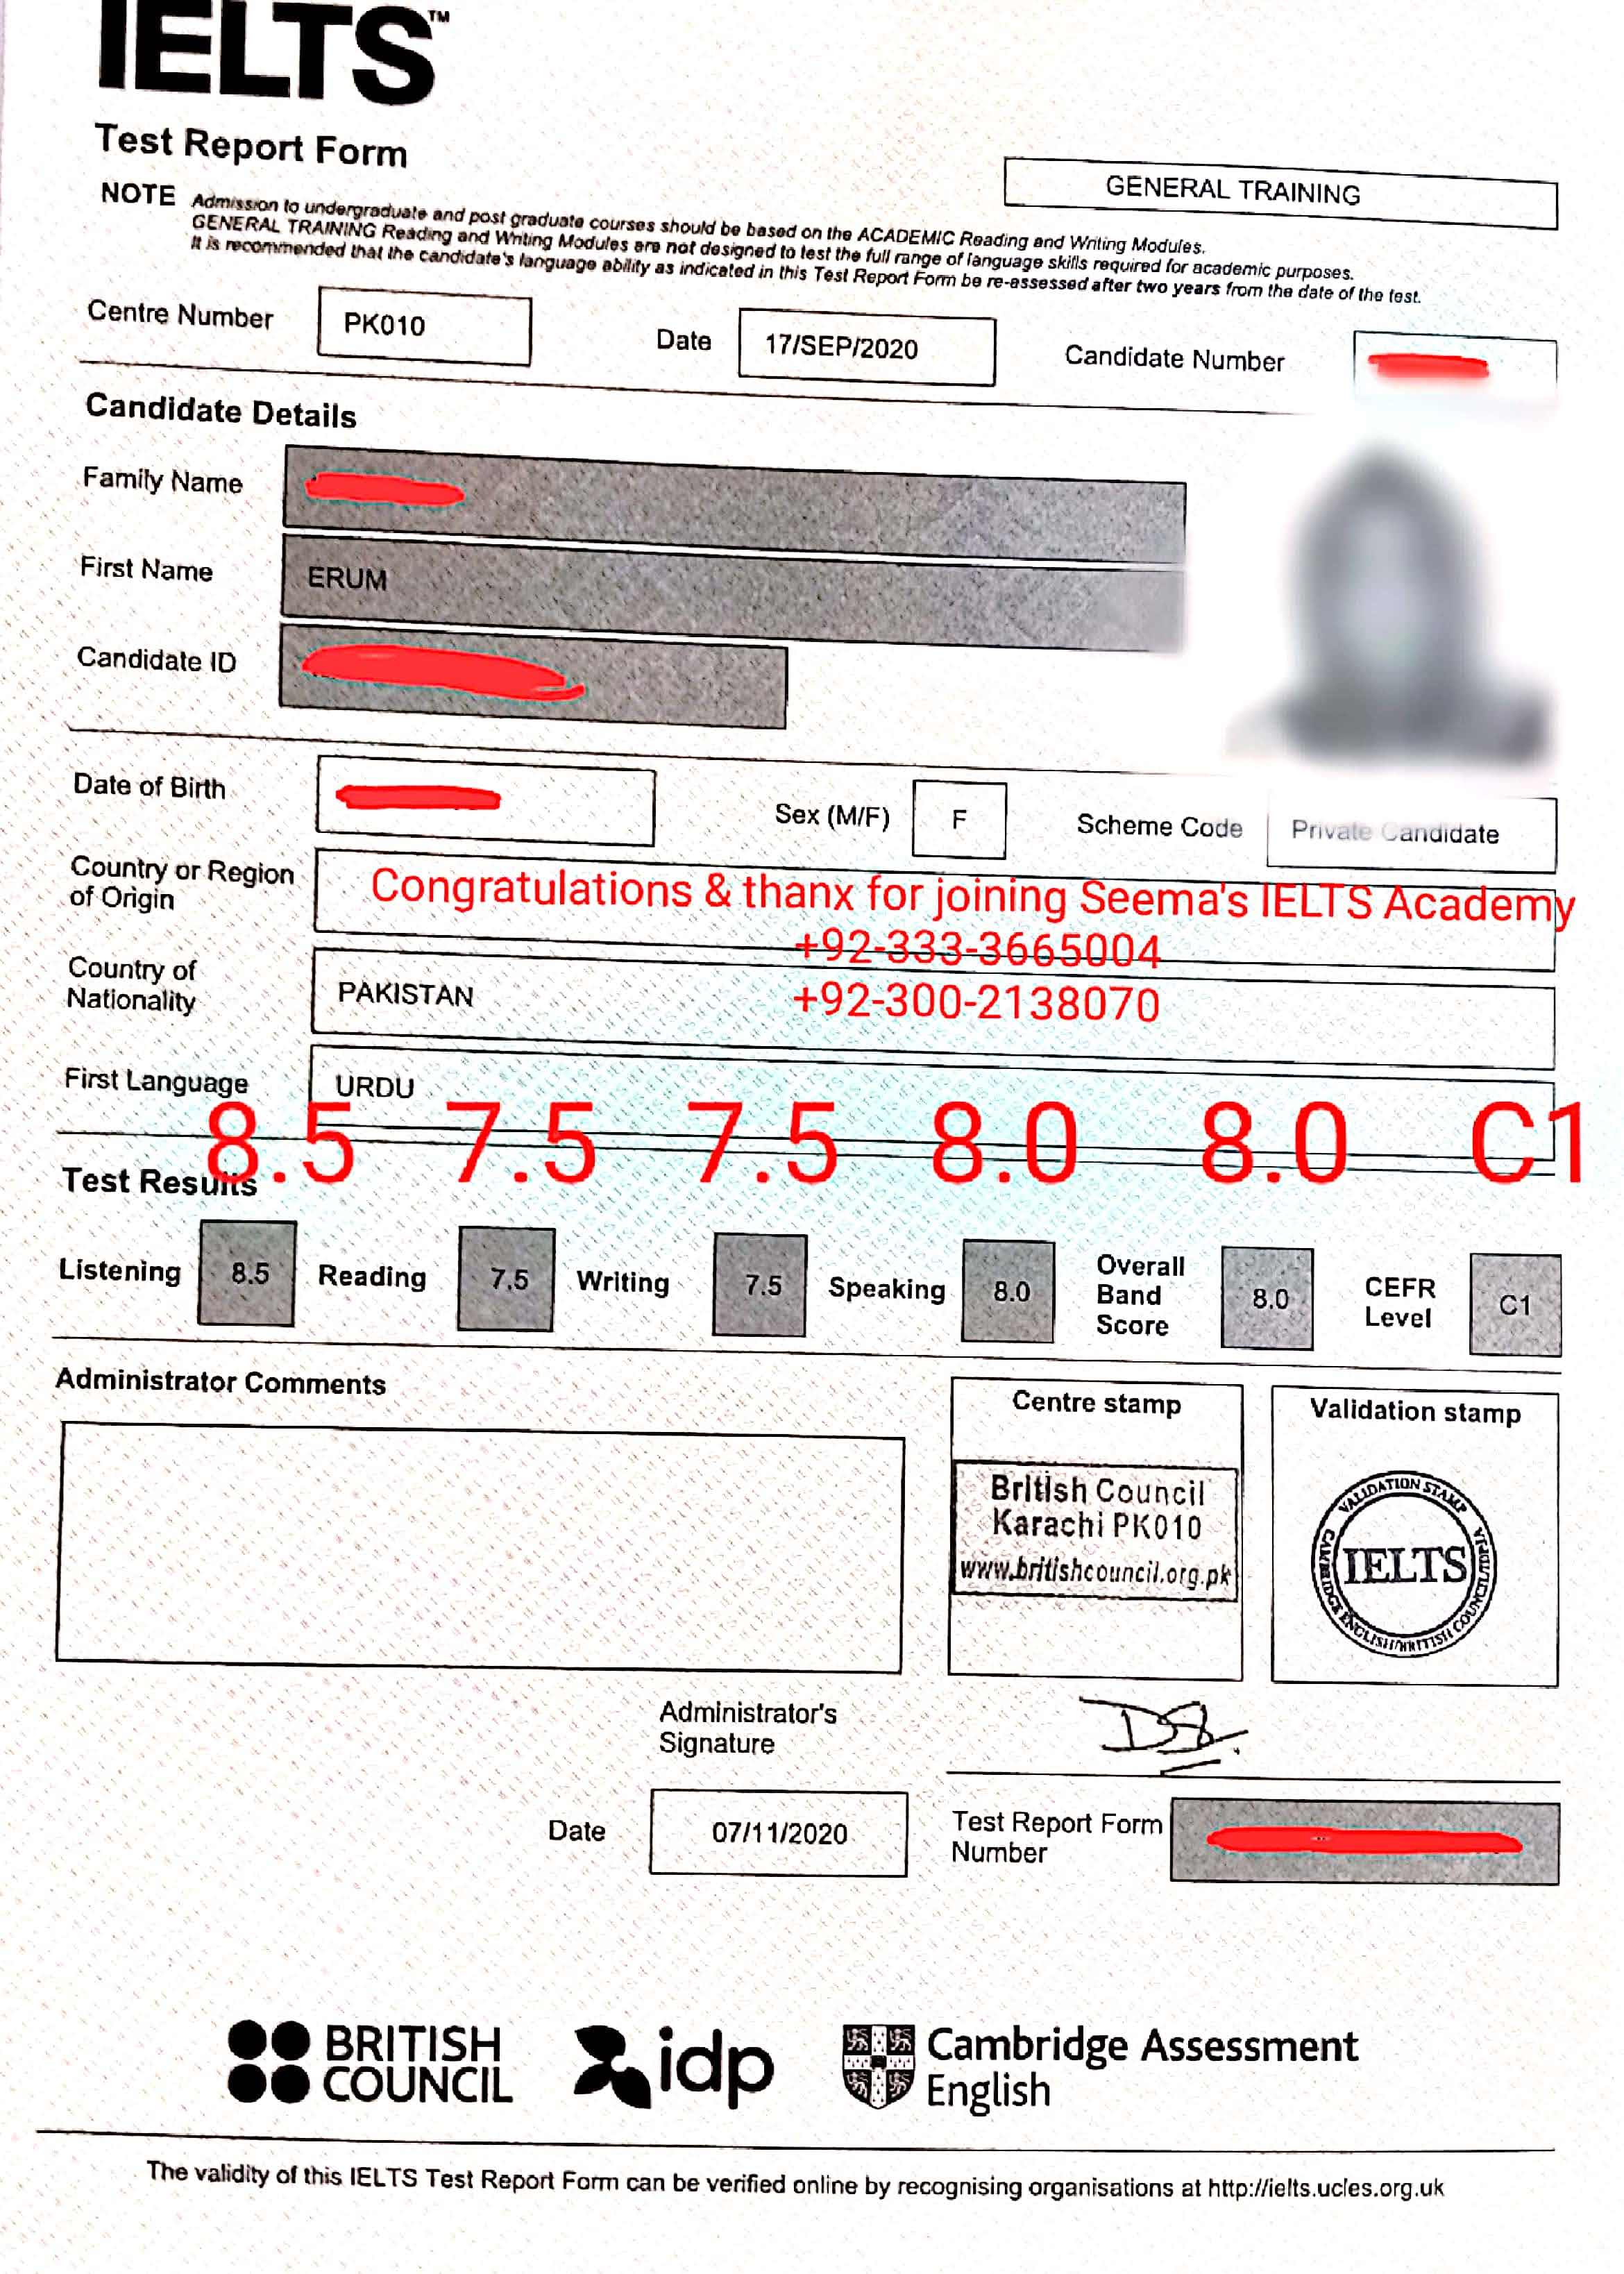 IELTS™
Test Report Form
GENERAL TRAINING
NOTE Admission to undergraduate and post graduate courses should be based on the ACADEMIC Reading and Writing Modules.
GENERAL TRAINING Reading and Writing Modules are not designed to test the full range of language skills required for academic purposes.
It is recommended that the candidate's language ability as indicated in this Test Report Form be re-assessed after two years from the date of the test.
Centre Number PK010 Date 17/SEP/2020 Candidate Number
Candidate Details
Family Name
First Name ERUM
Candidate ID
Date of Birth Sex (M/F) F Scheme Code Private Candidate
Country or Region
of Origin
Congratulations & thanx for joining Seema's IELTS Academy
+92-333-3665004
Country of
Nationality PAKISTAN
+92-300-2138070
First Language URDU
8.5 7.5 7.5 8.0 8.0 C1
Test Results
Listening 8.5 Reading 7.5 Writing 7.5 Speaking 8.0 Overall Band Score 8.0 CEFR Level C1
Administrator Comments
Centre stamp
British Council
Karachi PK010
www.britishcouncil.org.pk
Validation stamp
VALIDATION STAMP
IELTS
CAMBRIDGE ENGLISH/BRITISH COUNCIL/IDP:IA
Administrator's
Signature
Date 07/11/2020
Test Report Form
Number
BRITISH
COUNCIL
idp
Cambridge Assessment
English
The validity of this IELTS Test Report Form can be verified online by recognising organisations at http://ielts.ucles.org.uk